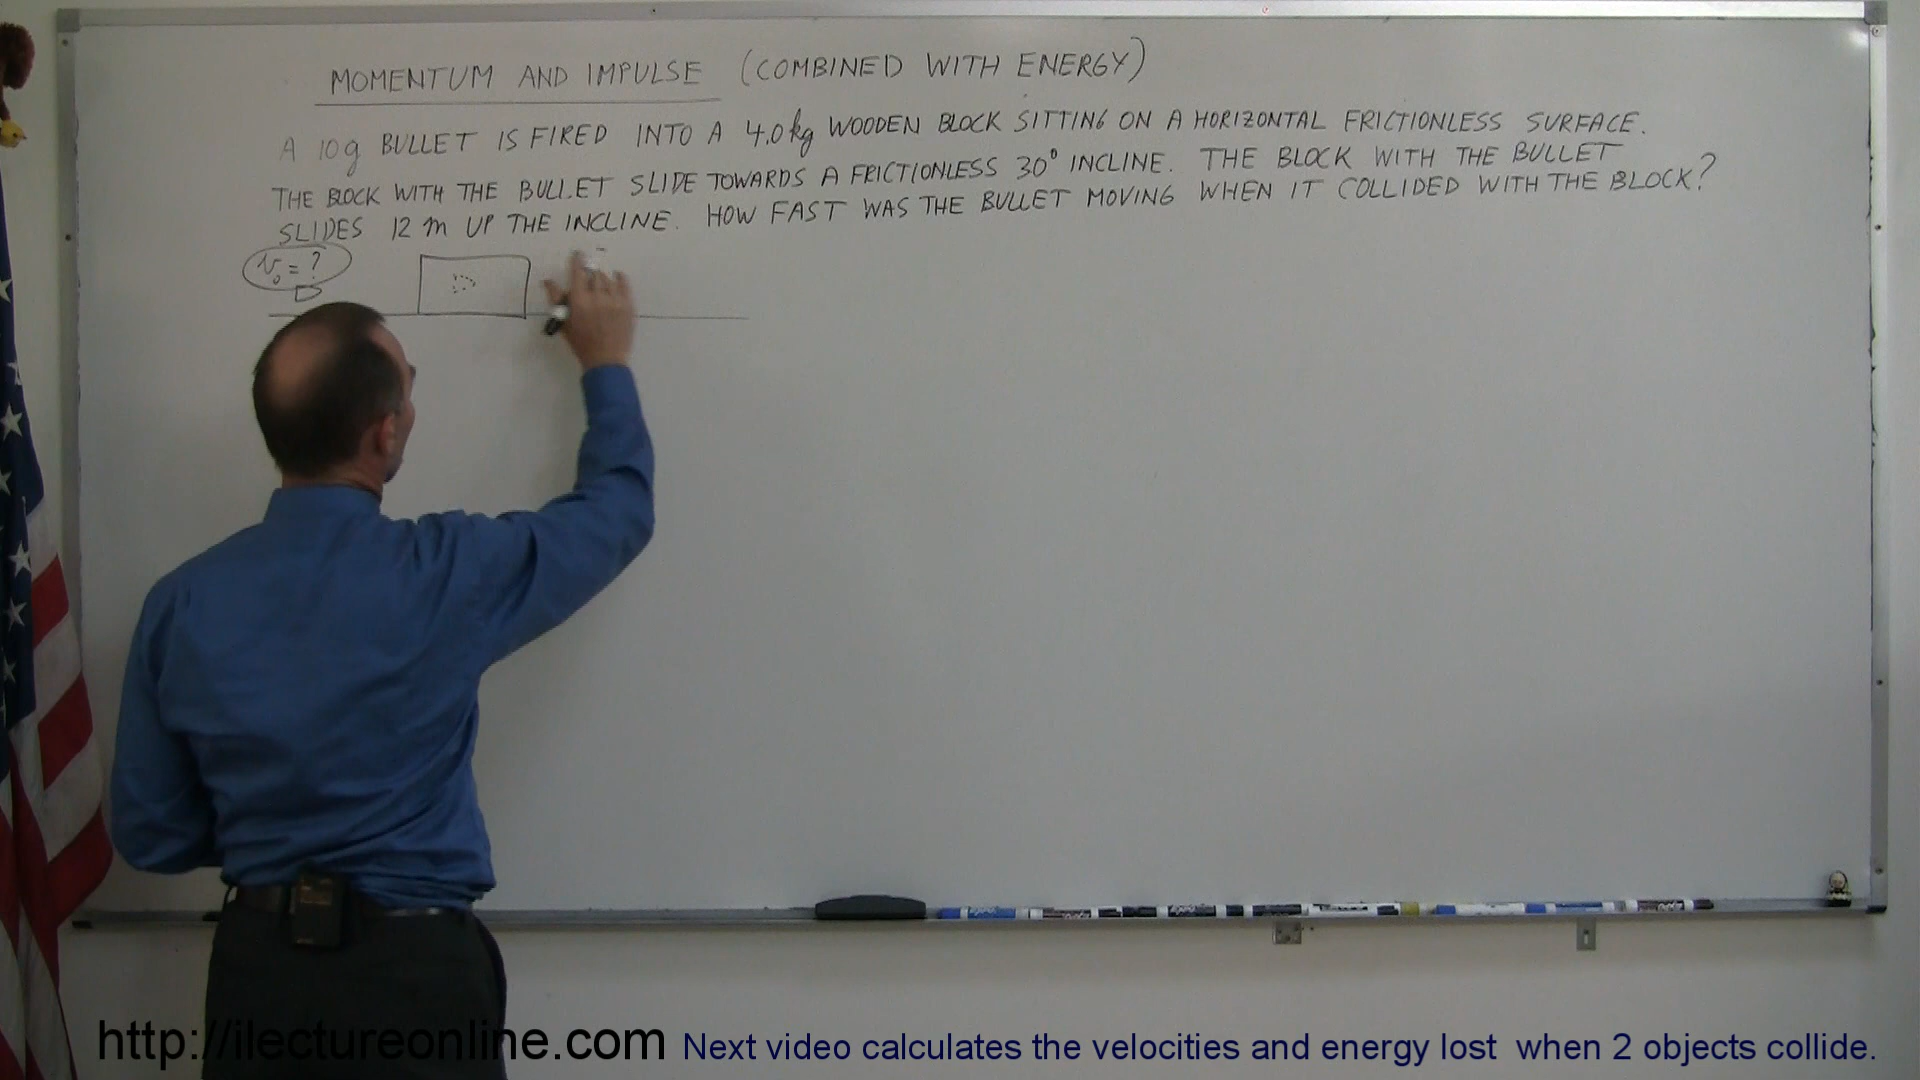 MOMENTUM AND IMPULSE (COMBINED WITH ENERGY)
A 10g BULLET IS FIRED INTO A 4.0kg WOODEN BLOCK SITTING ON A HORIZONTAL FRICTIONLESS SURFACE.
THE BLOCK WITH THE BULLET SLIDE TOWARDS A FRICTIONLESS 30° INCLINE. THE BLOCK WITH THE BULLET
SLIDES 12 m UP THE INCLINE. HOW FAST WAS THE BULLET MOVING WHEN IT COLLIDED WITH THE BLOCK?
v₀ = ?
http://ilectureonline.com Next video calculates the velocities and energy lost when 2 objects collide.